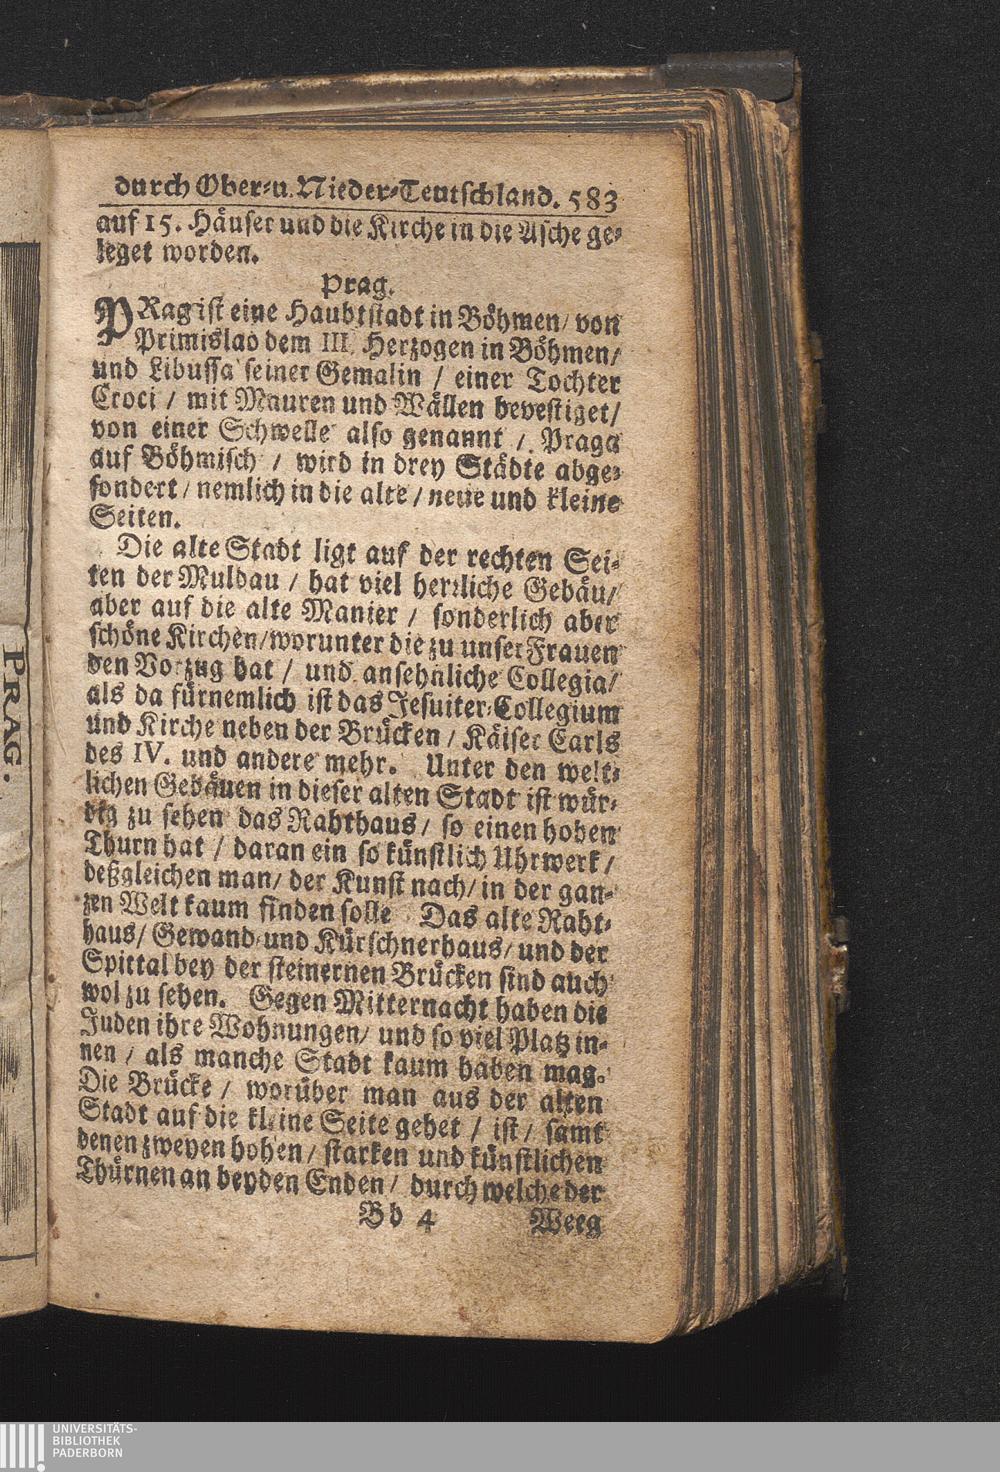 durch Ober-u. Nieder-Teutschland. 583
auf 15. Häuser und die Kirche in die Asche ge-
leget worden.
Prag.
PRag ist eine Haubtstadt in Böhmen/ von
Primislao dem III. Herzogen in Böhmen/
und Libussa seiner Gemalin / einer Tochter
Croci / mit Mauren und Wällen bevestiget/
von einer Schwelle also genannt / Praga
auf Böhmisch / wird in drey Städte abge-
sondert / nemlich in die alte / neue und kleine
Seiten.
Die alte Stadt ligt auf der rechten Sei-
ten der Muldau / hat viel herrliche Gebäu/
aber auf die alte Manier / sonderlich aber
schöne Kirchen/ worunter die zu unser Frauen
den Vorzug hat / und ansehnliche Collegia/
als da fürnemlich ist das Jesuiter-Collegium
und Kirche neben der Brücken / Käiser Carls
des IV. und andere mehr. Unter den welt-
lichen Gebäuen in dieser alten Stadt ist wür-
dig zu sehen das Rahthaus / so einen hohen
Thurn hat / daran ein so künstlich Uhrwerk /
deßgleichen man/ der Kunst nach/ in der gan-
zen Welt kaum finden solle Das alte Raht-
haus/ Gewand-und Kürschnerhaus/ und der
Spittal bey der steinernen Brücken sind auch
wol zu sehen. Gegen Mitternacht haben die
Juden ihre Wohnungen/ und so viel Platz in-
nen / als manche Stadt kaum haben mag.
Die Brücke / worüber man aus der alten
Stadt auf die kleine Seite gehet / ist / samt
denen zweyen hohen / starken und künstlichen
Thürnen an beyden Enden / durch welche der
Bb 4 Weeg
PRAG.
UNIVERSITÄTS-
BIBLIOTHEK
PADERBORN